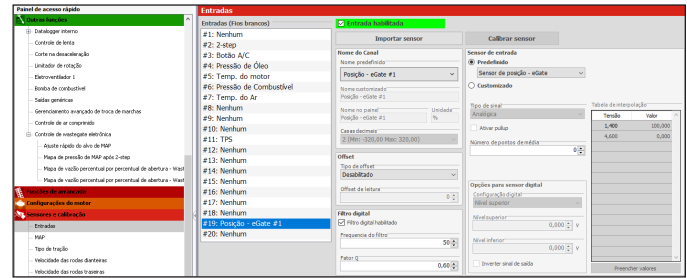 Painel de acesso rápido
Outras funções
Datalogger interno
Controle de lenta
Corte na desaceleração
Limitador de rotação
Eletroventilador 1
Bomba de combustível
Saídas genéricas
Gerenciamento avançado de troca de marchas
Controle de ar comprimido
Controle de wastegate eletrônica
Ajuste rápido do alvo de MAP
Mapa de pressão de MAP após 2-step
Mapa de vazão percentual por percentual de abertura - Wast
Mapa de vazão percentual por percentual de abertura - Wast
Funções de arrancada
Configurações do motor
Sensores e calibração
Entradas
MAP
Tipo de tração
Velocidade das rodas dianteiras
Velocidade das rodas traseiras
Entradas
Entradas (Fios brancos)
#1: Nenhum
#2: 2-step
#3: Botão A/C
#4: Pressão de Óleo
#5: Temp. do motor
#6: Pressão de Combustível
#7: Temp. do Ar
#8: Nenhum
#9: Nenhum
#10: Nenhum
#11: TPS
#12: Nenhum
#13: Nenhum
#14: Nenhum
#15: Nenhum
#16: Nenhum
#17: Nenhum
#18: Nenhum
#19: Posição - eGate #1
#20: Nenhum
Entrada habilitada
Importar sensor
Calibrar sensor
Nome do Canal
Nome predefinido
Posição - eGate #1
Nome customizado
Posição - eGate #1
Nome no painel
Unidade
Posição - eGate #1
%
Casas decimais
2 (Min: -320,00 Max: 320,00)
Offset
Tipo de offset
Desabilitado
Offset de leitura
0
Filtro digital
Filtro digital habilitado
Frequencia do filtro
50
Fator Q
0,60
Sensor de entrada
Predefinido
Sensor de posição - eGate
Customizado
Tipo de sinal
Analógica
Ativar pullup
Número de pontos de média
0
Opções para sensor digital
Configuração digital
Nível superior
Nível superior
0,000 v
Nível inferior
0,000 v
Inverter sinal de saída
Tabela de interpolação
Tensão Valor
1,400 100,000
4,600 0,000
Preencher valores